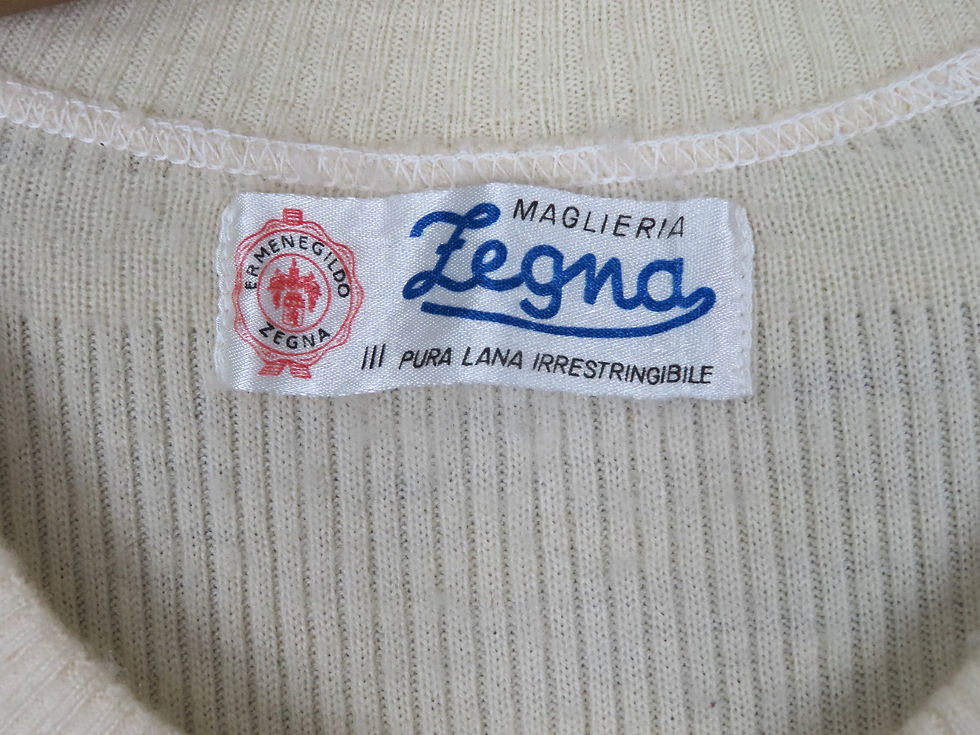 ERMENEGILDO
ZEGNA
MAGLIERIA
Zegna
III PURA LANA IRRESTRINGIBILE